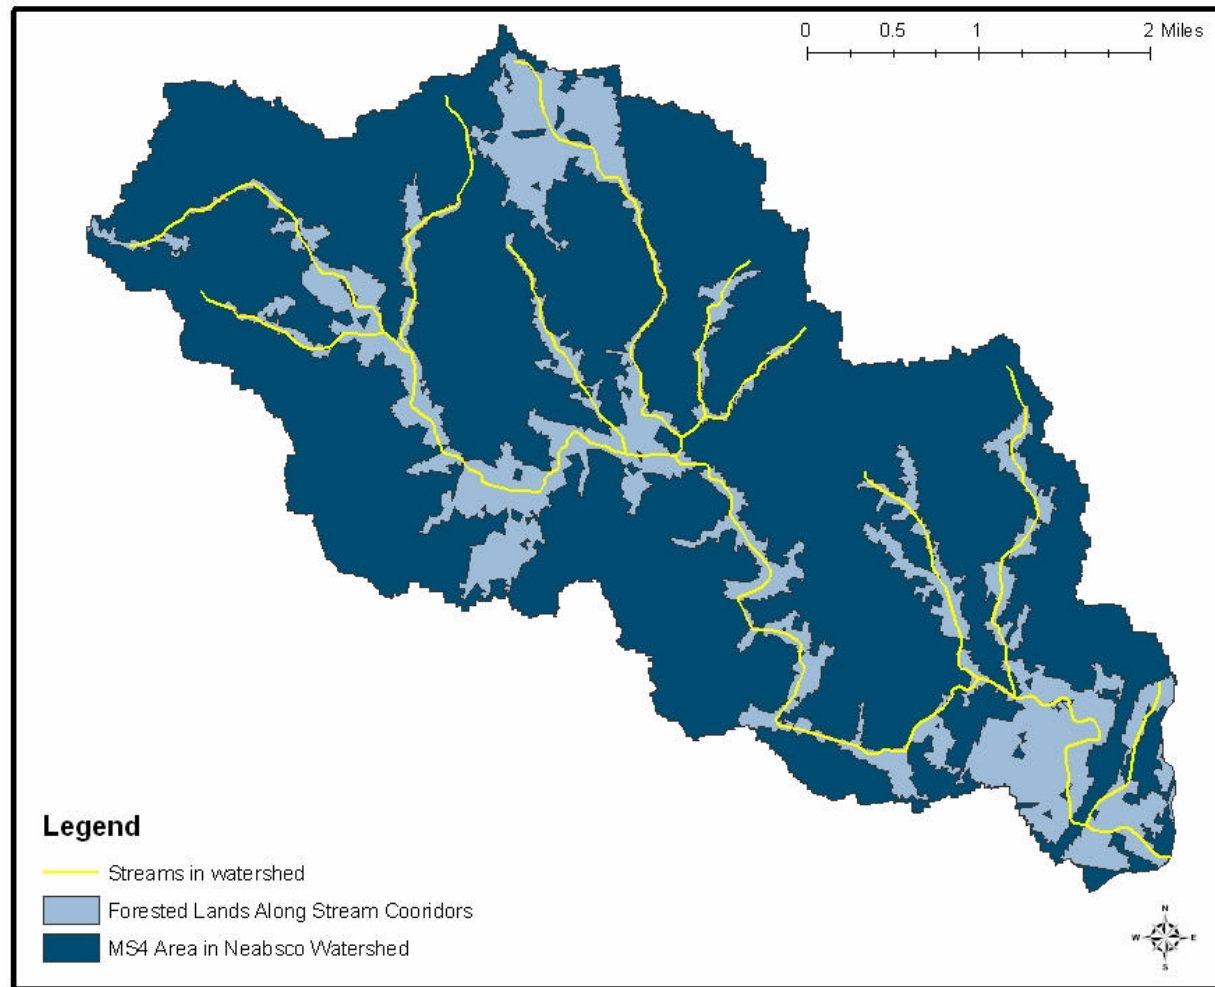 0 0.5 1 2 Miles
Legend
Streams in watershed
Forested Lands Along Stream Cooridors
MS4 Area in Neabsco Watershed
N
W E
S